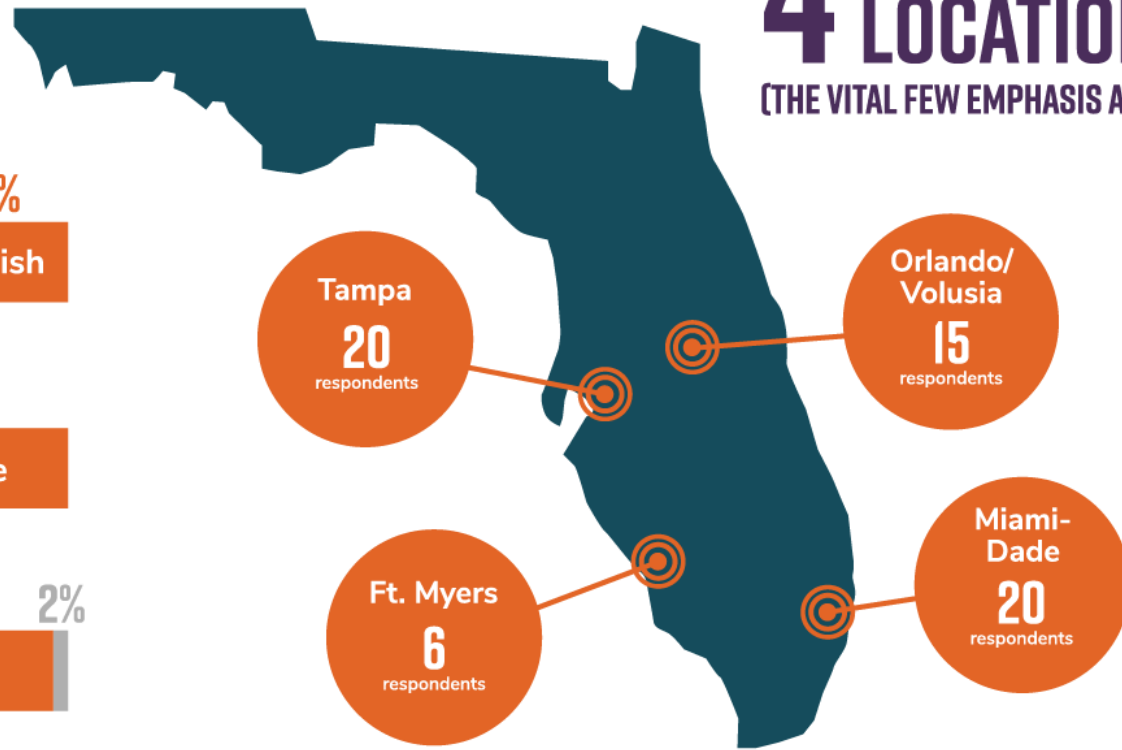 4 LOCATIO
(THE VITAL FEW EMPHASIS A
%
ish
e
2%
Tampa
20
respondents
Orlando/
Volusia
15
respondents
Ft. Myers
6
respondents
Miami-
Dade
20
respondents